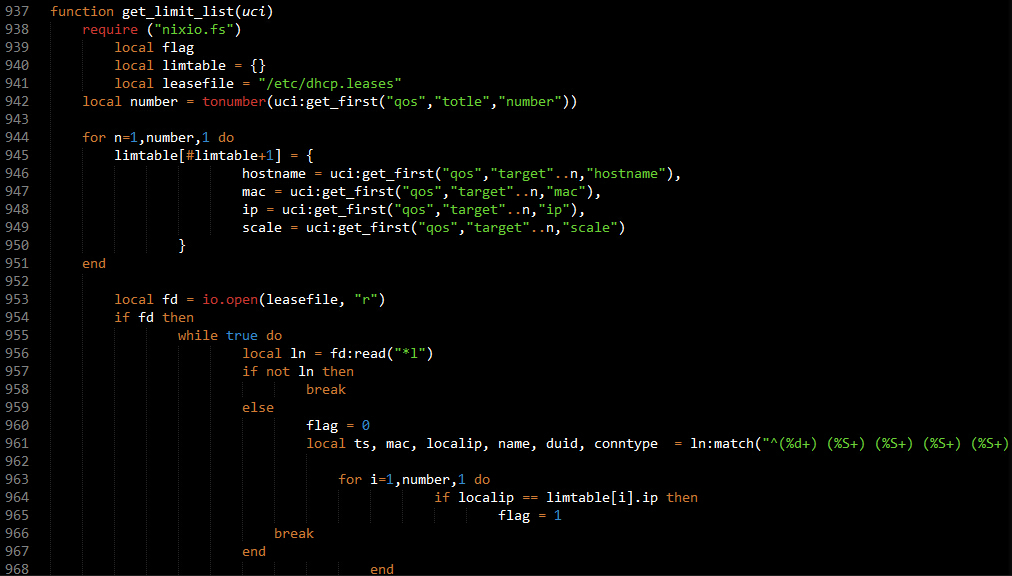 937 function get_limit_list(uci)
938     require ("nixio.fs")
939         local flag
940         local limtable = {}
941         local leasefile = "/etc/dhcp.leases"
942     local number = tonumber(uci:get_first("qos","totle","number"))
943
944     for n=1,number,1 do
945         limtable[#limtable+1] = {
946                         hostname = uci:get_first("qos","target"..n,"hostname"),
947                         mac = uci:get_first("qos","target"..n,"mac"),
948                         ip = uci:get_first("qos","target"..n,"ip"),
949                         scale = uci:get_first("qos","target"..n,"scale")
950                 }
951     end
952
953         local fd = io.open(leasefile, "r")
954         if fd then
955                 while true do
956                         local ln = fd:read("*l")
957                         if not ln then
958                                 break
959                         else
960                                 flag = 0
961                                 local ts, mac, localip, name, duid, conntype  = ln:match("^(%d+) (%S+) (%S+) (%S+) (%S+)
962
963                                     for i=1,number,1 do
964                                                 if localip == limtable[i].ip then
965                                                         flag = 1
966                             break
967                         end
968                                         end